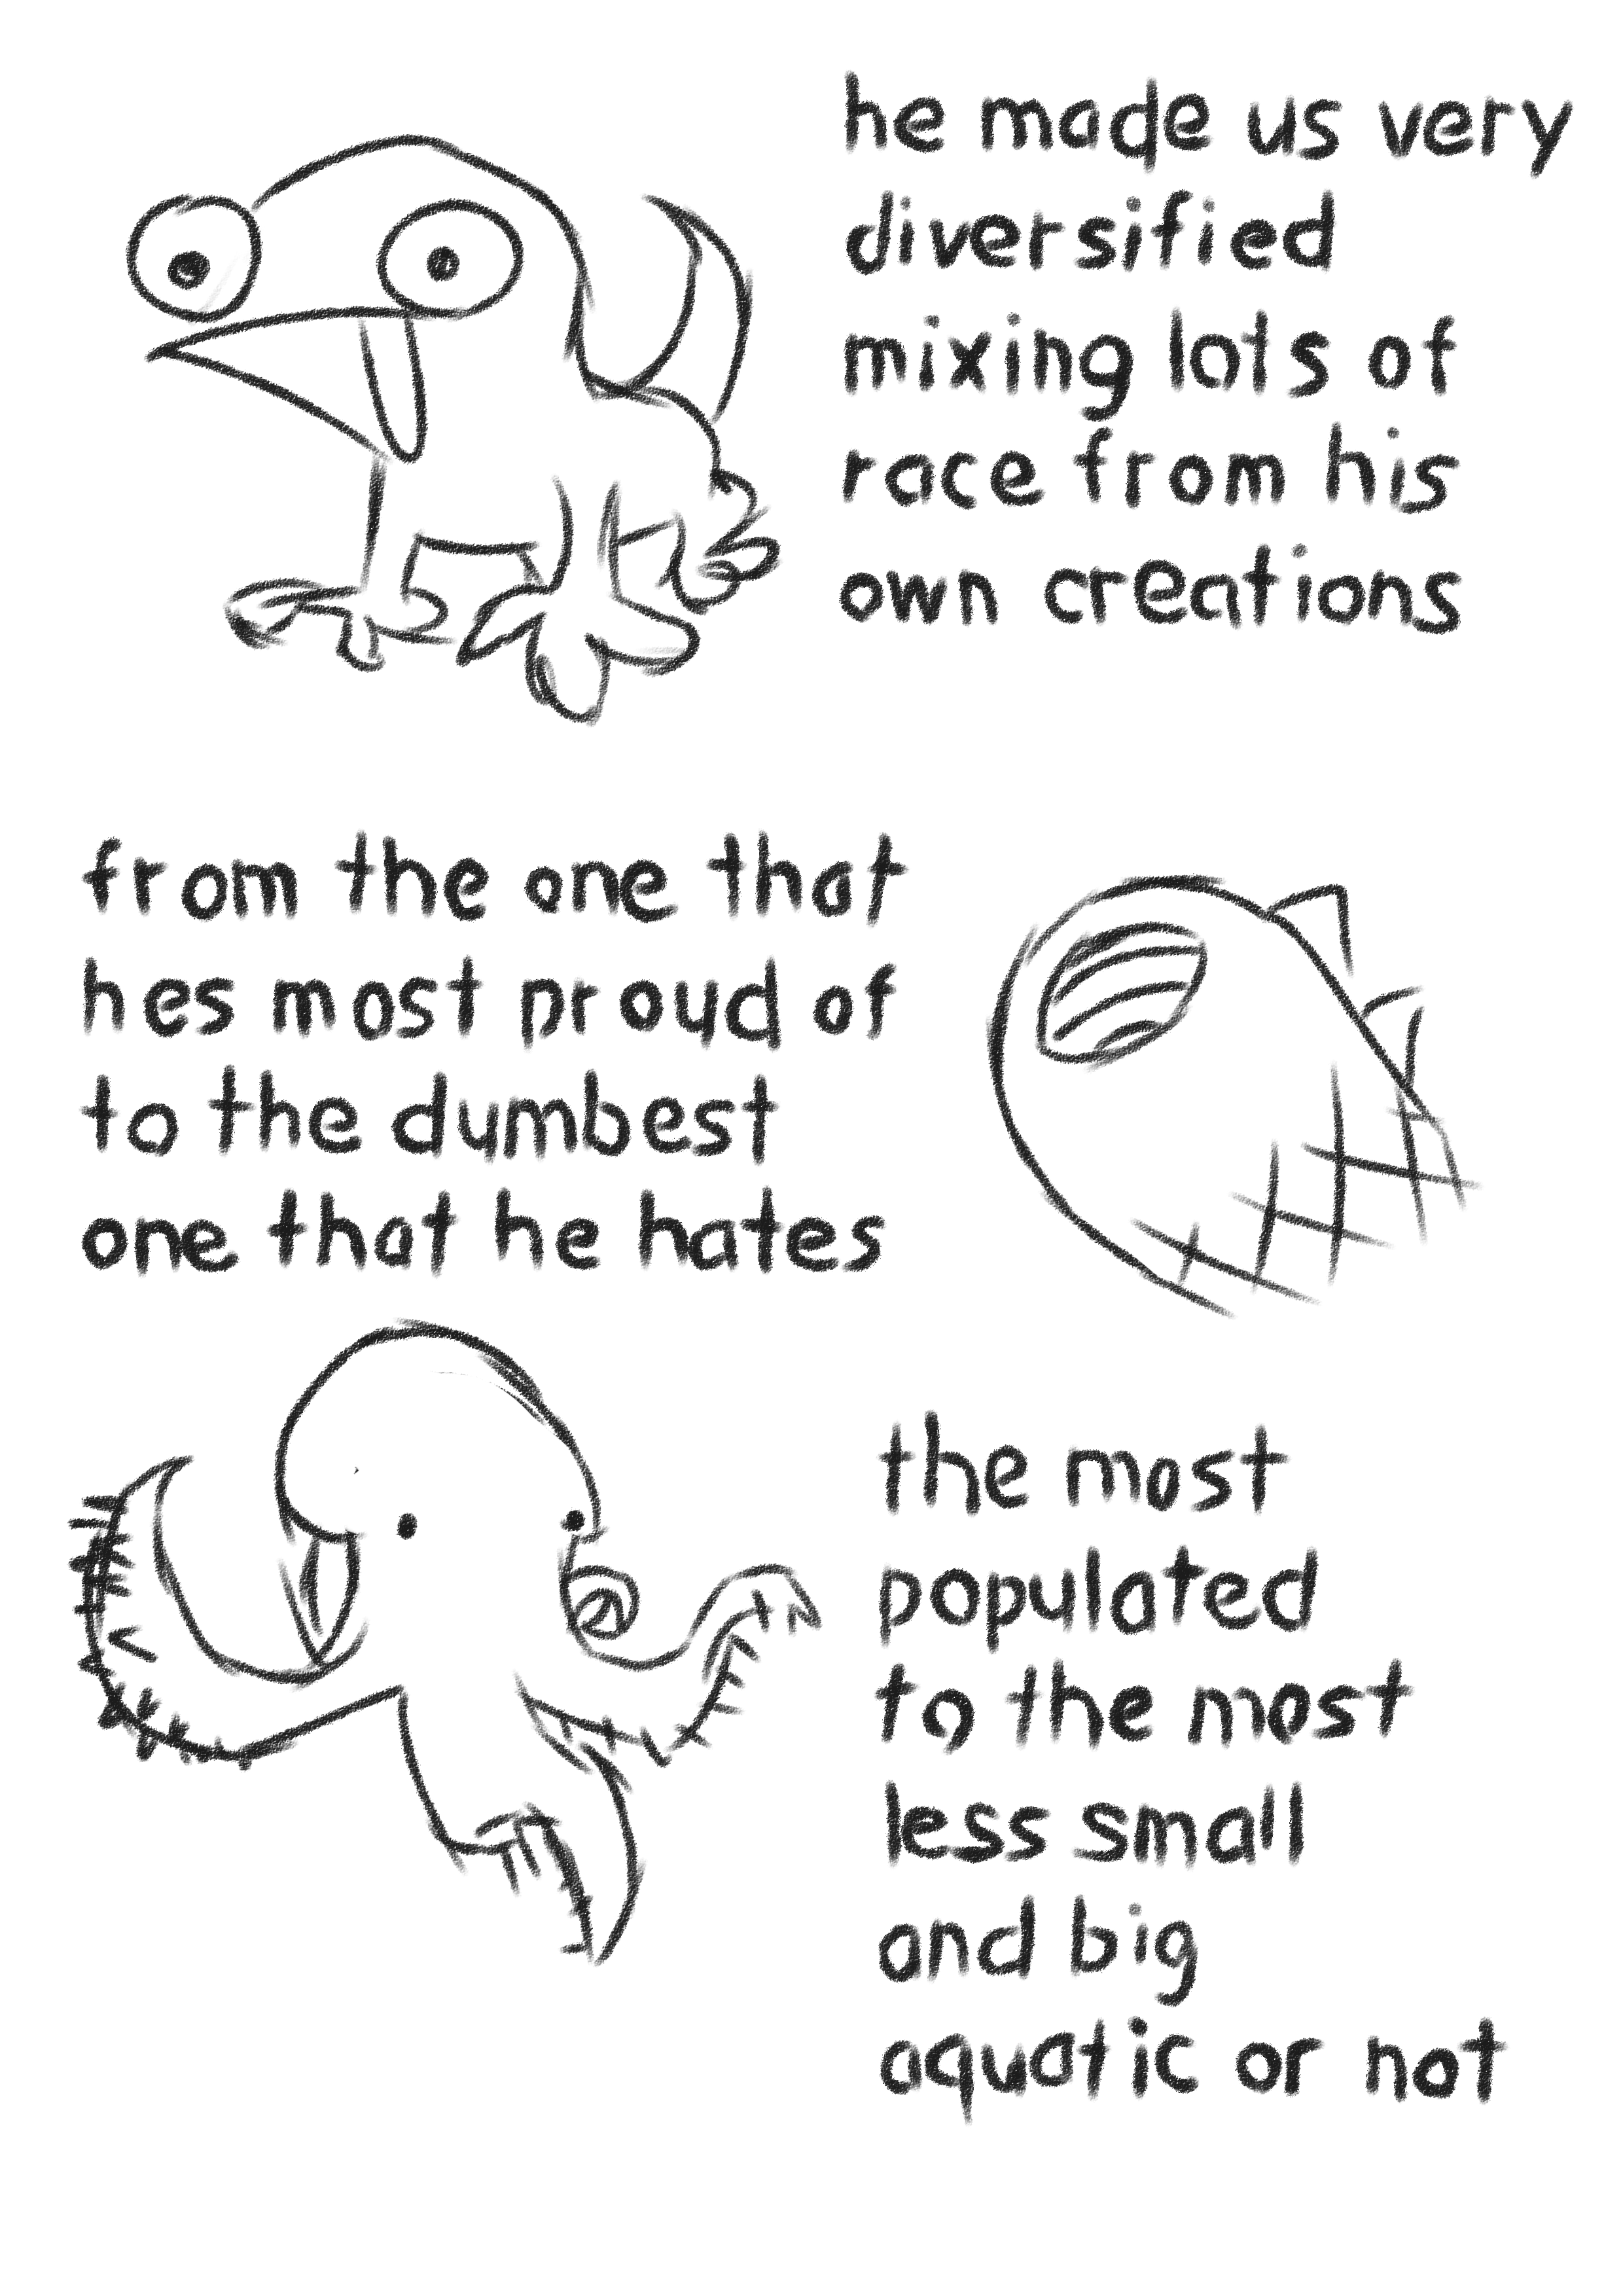 he made us very
diversified
mixing lots of
race from his
own creations
from the one that
hes most proud of
to the dumbest
one that he hates
the most
populated
to the most
less small
and big
aquatic or not